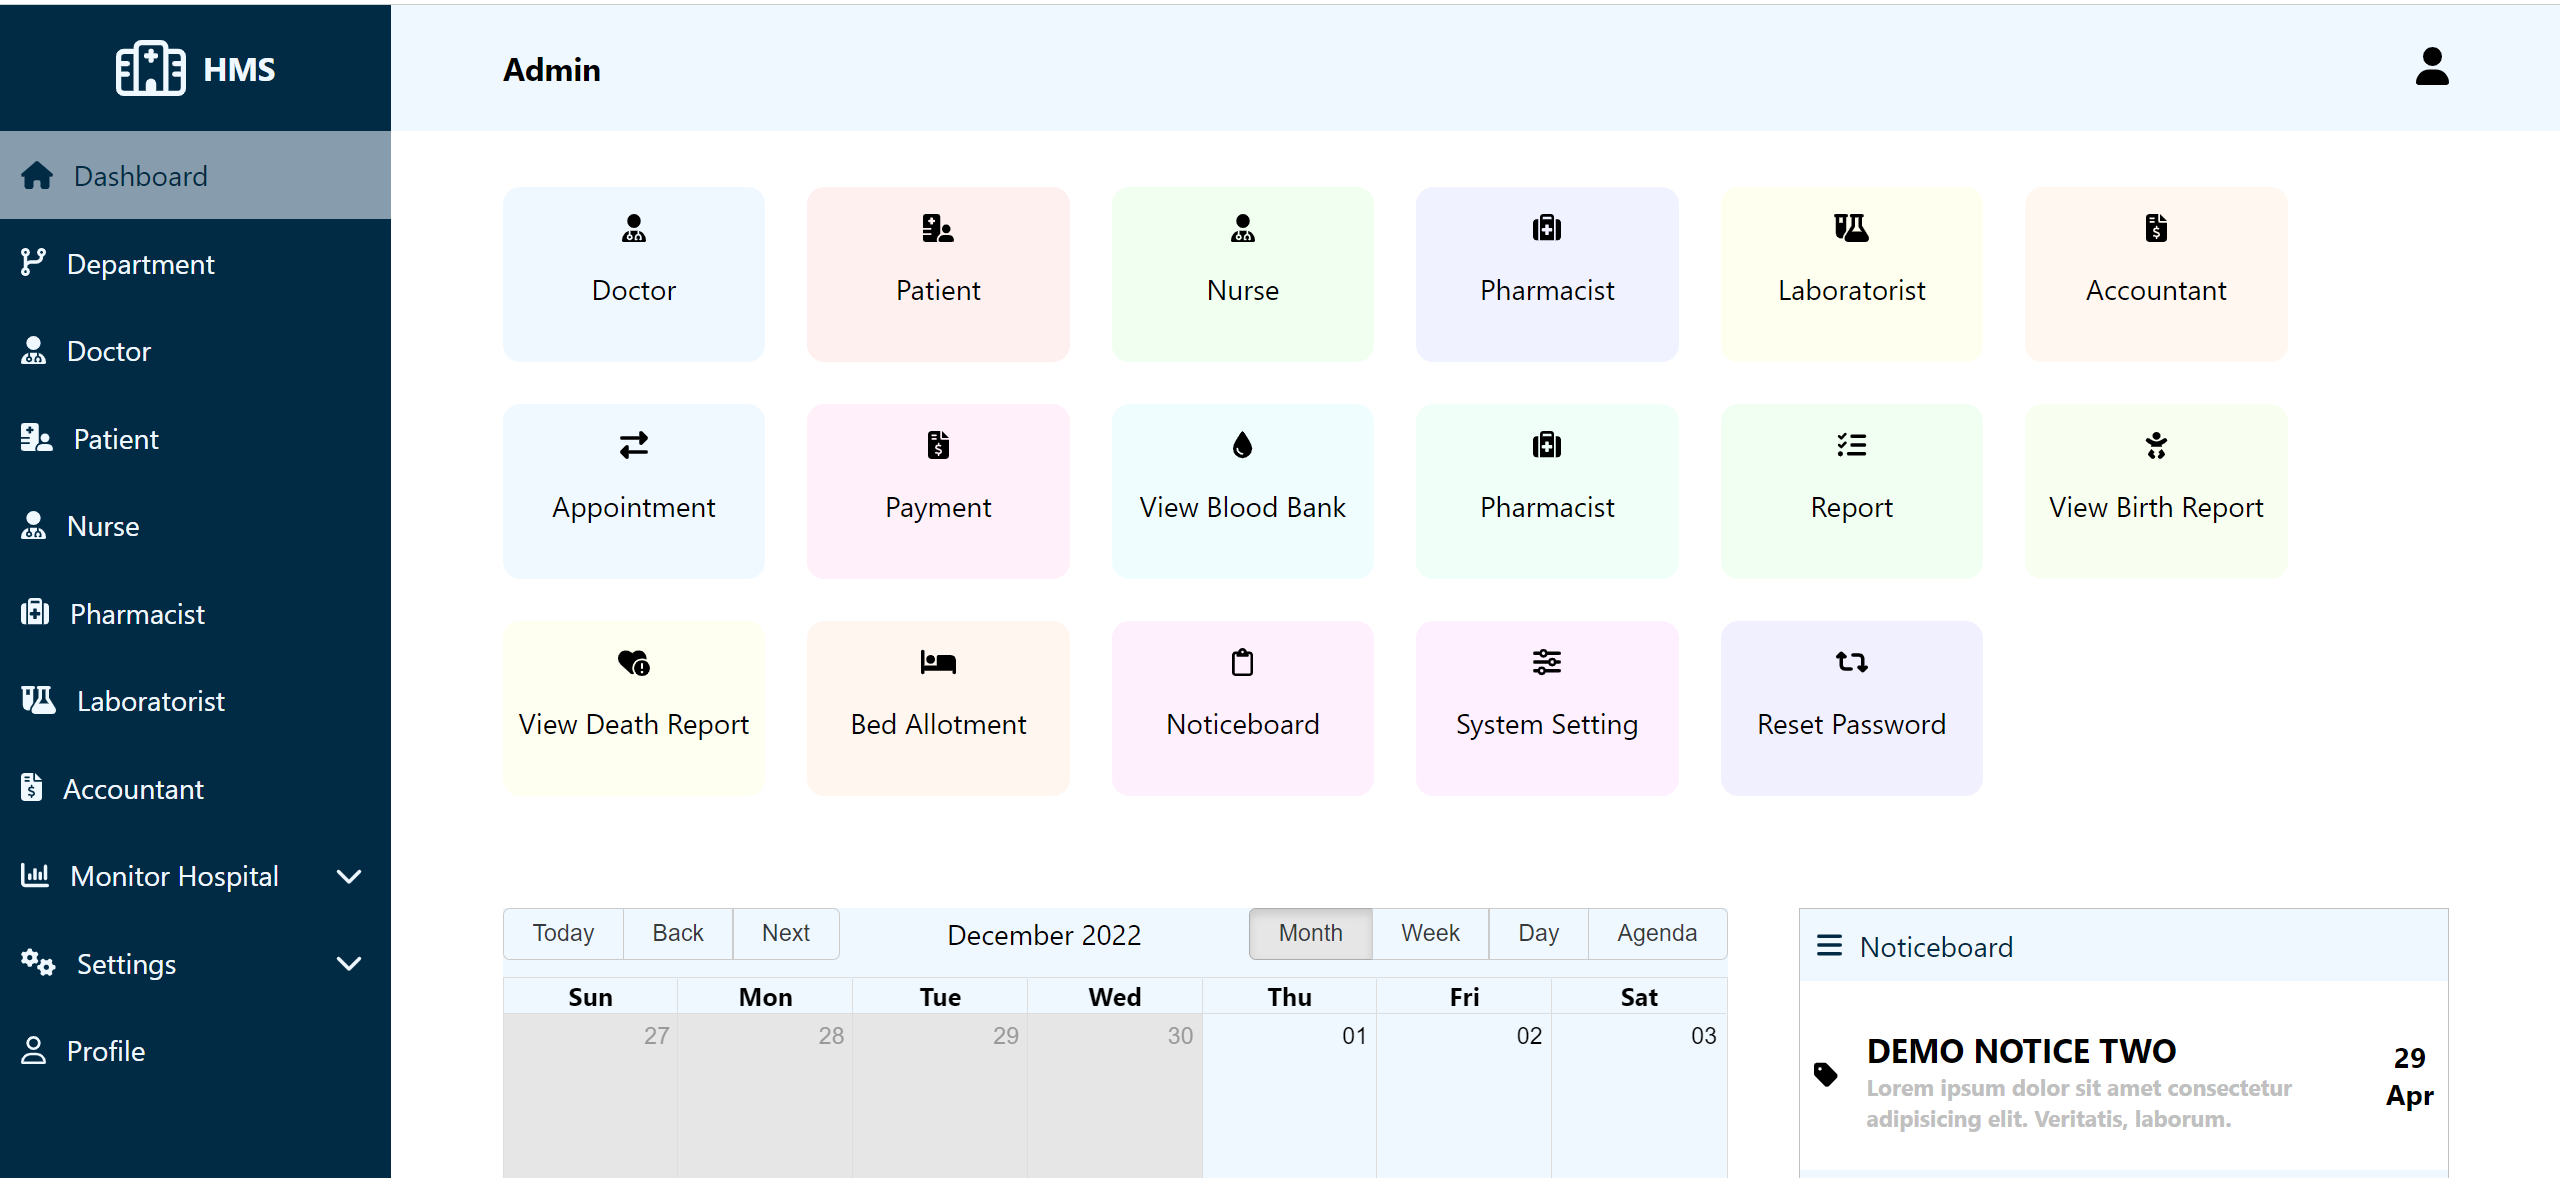 HMS
Admin
Dashboard
Department
Doctor
Patient
Nurse
Pharmacist
Laboratorist
Accountant
Monitor Hospital
Settings
Profile
Doctor
Patient
Nurse
Pharmacist
Laboratorist
Accountant
Appointment
Payment
View Blood Bank
Pharmacist
Report
View Birth Report
View Death Report
Bed Allotment
Noticeboard
System Setting
Reset Password
Today Back Next
December 2022
Month Week Day Agenda
Sun Mon Tue Wed Thu Fri Sat
27 28 29 30 01 02 03
Noticeboard
DEMO NOTICE TWO
Lorem ipsum dolor sit amet consectetur
adipisicing elit. Veritatis, laborum.
29
Apr